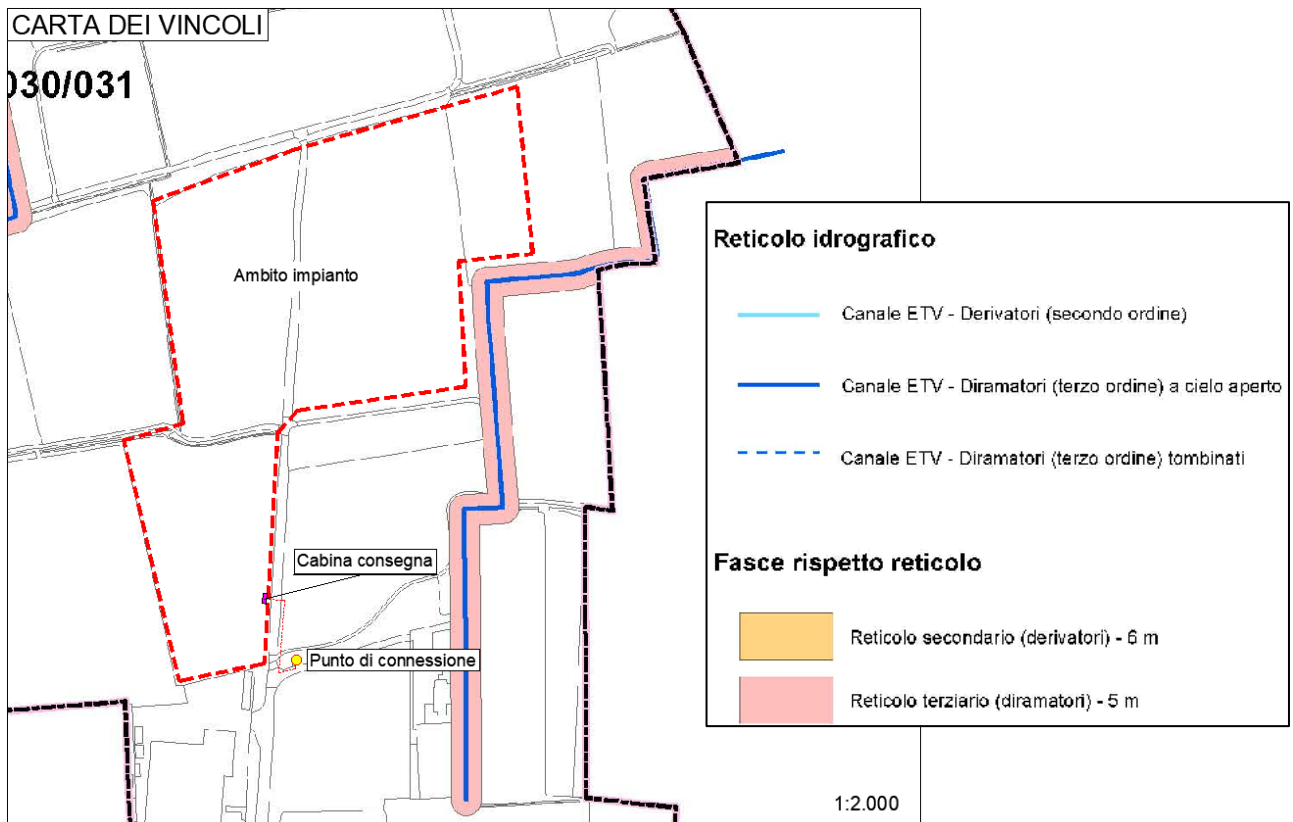 CARTA DEI VINCOLI
030/031
Ambito impianto
Cabina consegna
Punto di connessione
1:2.000
Reticolo idrografico
Canale ETV - Derivatori (secondo ordine)
Canale ETV - Diramatori (terzo ordine) a cielo aperto
Canale ETV - Diramatori (terzo ordine) tombinati
Fasce rispetto reticolo
Reticolo secondario (derivatori) - 6 m
Reticolo terziario (diramatori) - 5 m